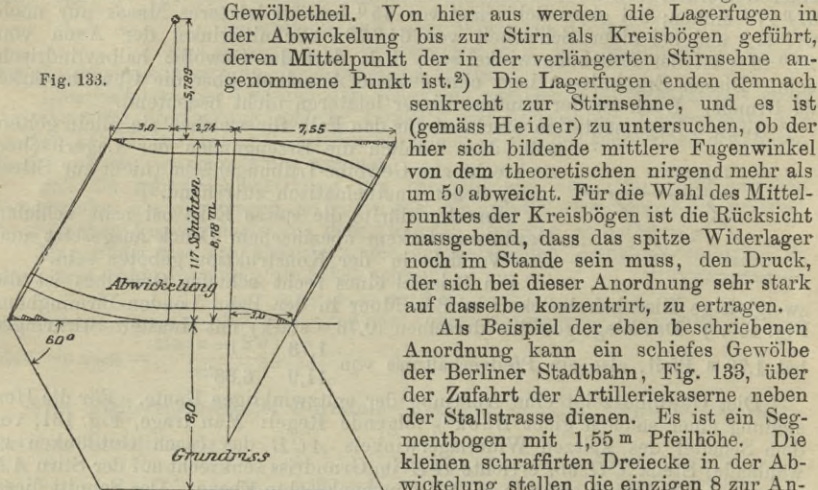 Gewölbetheil. Von hier aus werden die Lagerfugen in
der Abwickelung bis zur Stirn als Kreisbögen geführt,
deren Mittelpunkt der in der verlängerten Stirnsehne an-
Fig. 133.
genommene Punkt ist.²) Die Lagerfugen enden demnach
senkrecht zur Stirnsehne, und es ist
(gemäss Heider) zu untersuchen, ob der
hier sich bildende mittlere Fugenwinkel
von dem theoretischen nirgend mehr als
um 5⁰ abweicht. Für die Wahl des Mittel-
punktes der Kreisbögen ist die Rücksicht
massgebend, dass das spitze Widerlager
noch im Stande sein muss, den Druck,
der sich bei dieser Anordnung sehr stark
auf dasselbe konzentrirt, zu ertragen.
Als Beispiel der eben beschriebenen
Anordnung kann ein schiefes Gewölbe
der Berliner Stadtbahn, Fig. 133, über
der Zufahrt der Artilleriekaserne neben
der Stallstrasse dienen. Es ist ein Seg-
mentbogen mit 1,55 m Pfeilhöhe. Die
kleinen schraffirten Dreiecke in der Ab-
wickelung stellen die einzigen 8 zur An-
5,789
3,0 2,74 7,55
117 Schichten
8,78 m
Abwickelung
3,0
60⁰
8,0
Grundriss